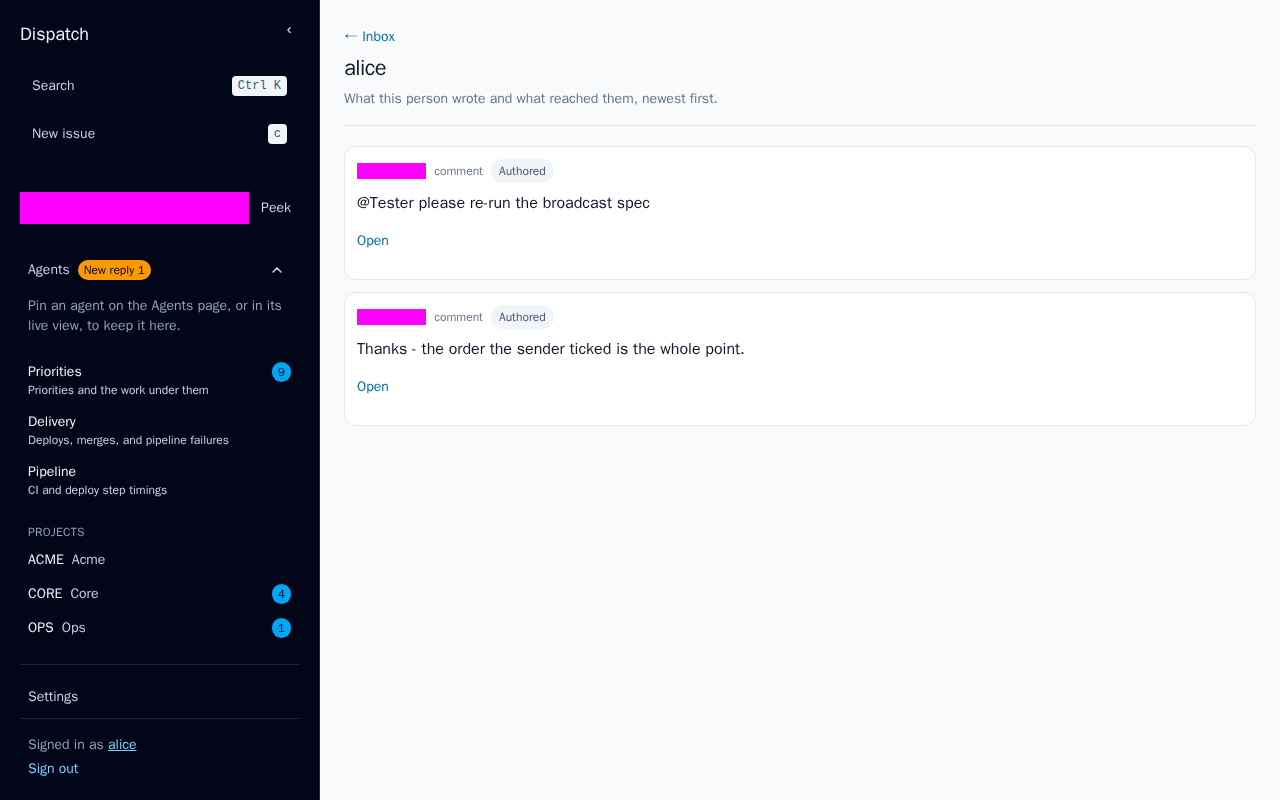 Dispatch
Search
Ctrl K
New issue
c
Peek
Agents
New reply 1
Pin an agent on the Agents page, or in its
live view, to keep it here.
Priorities
9
Priorities and the work under them
Delivery
Deploys, merges, and pipeline failures
Pipeline
CI and deploy step timings
PROJECTS
ACME Acme
CORE Core
4
OPS Ops
1
Settings
Signed in as alice
Sign out
← Inbox
alice
What this person wrote and what reached them, newest first.
comment Authored
@Tester please re-run the broadcast spec
Open
comment Authored
Thanks - the order the sender ticked is the whole point.
Open